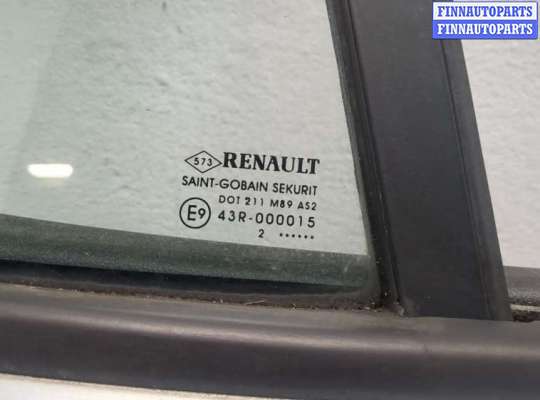 FINNAUTOPARTS
FINNAUTOPARTS
573 RENAULT
SAINT-GOBAIN SEKURIT
DOT 211 M89 AS2
E9 43R-000015
2 ••••••